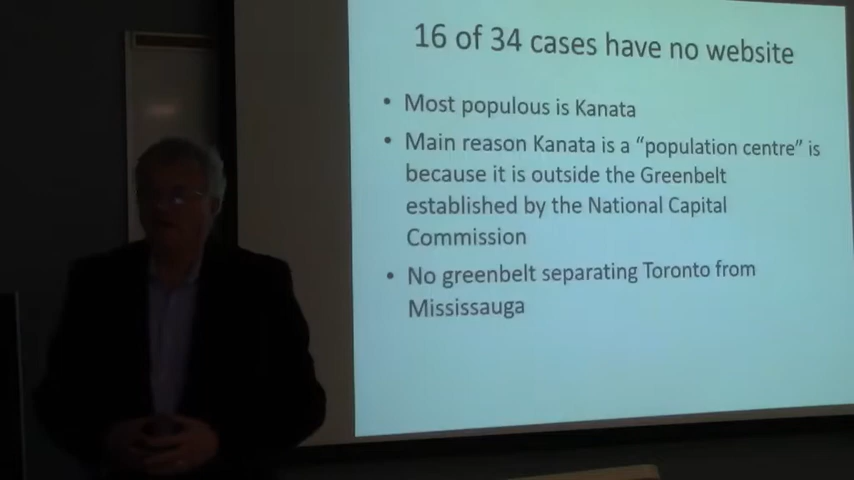 16 of 34 cases have no website
• Most populous is Kanata
• Main reason Kanata is a “population centre” is
because it is outside the Greenbelt
established by the National Capital
Commission
• No greenbelt separating Toronto from
Mississauga